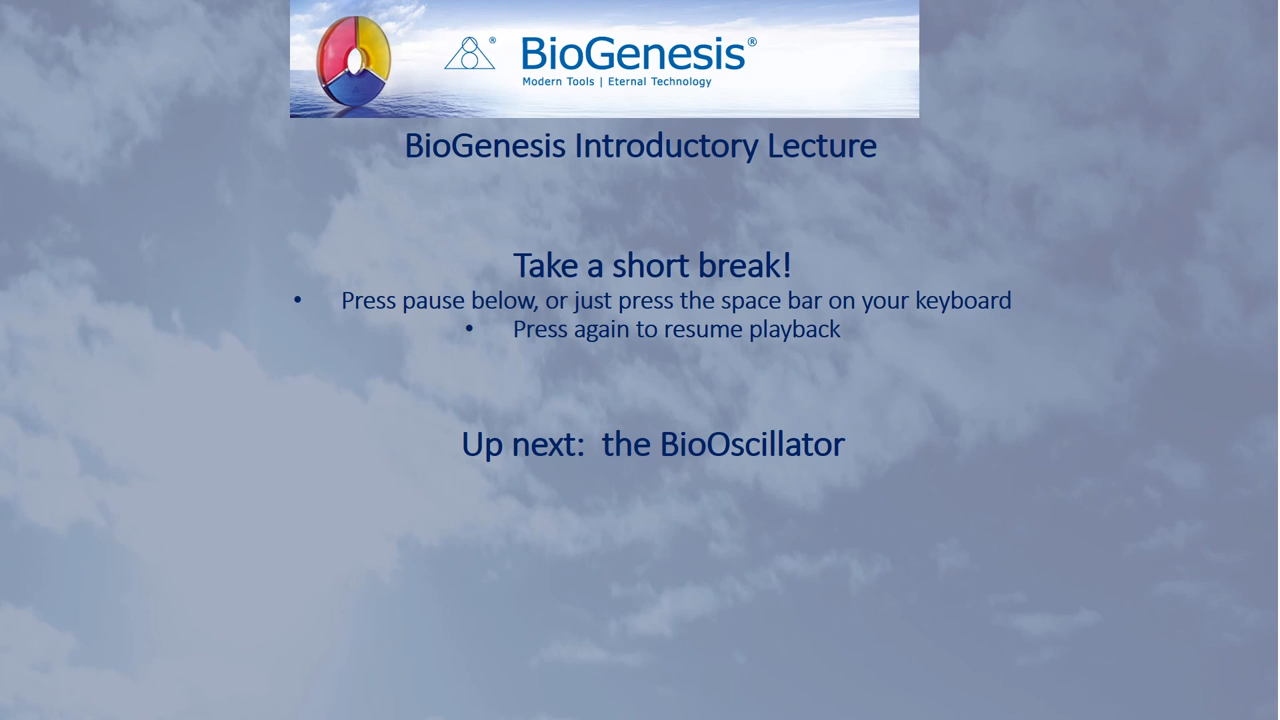 BioGenesis®
Modern Tools | Eternal Technology
BioGenesis Introductory Lecture
Take a short break!
• Press pause below, or just press the space bar on your keyboard
• Press again to resume playback
Up next:  the BioOscillator